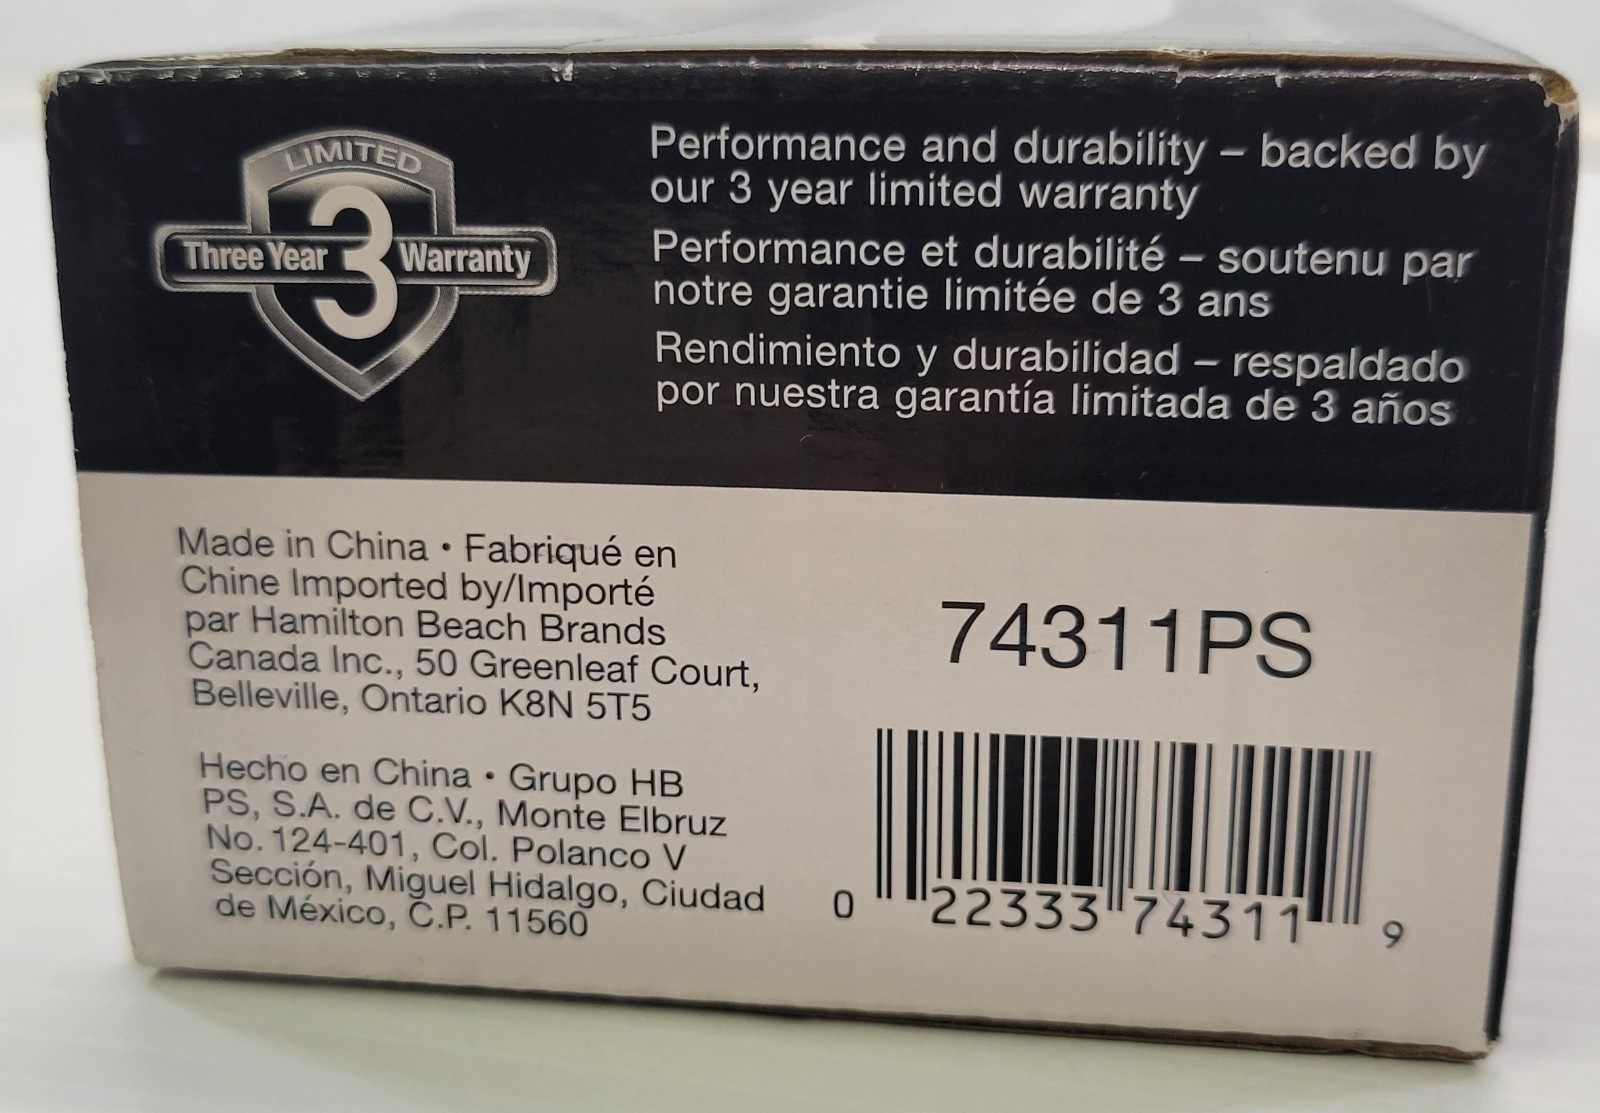 LIMITED
Three Year 3 Warranty
Performance and durability – backed by
our 3 year limited warranty
Performance et durabilité – soutenu par
notre garantie limitée de 3 ans
Rendimiento y durabilidad – respaldado
por nuestra garantía limitada de 3 años
Made in China • Fabriqué en
Chine Imported by/Importé
par Hamilton Beach Brands
Canada Inc., 50 Greenleaf Court,
Belleville, Ontario K8N 5T5
Hecho en China • Grupo HB
PS, S.A. de C.V., Monte Elbruz
No. 124-401, Col. Polanco V
Sección, Miguel Hidalgo, Ciudad
de México, C.P. 11560
74311PS
0 22333 74311 9